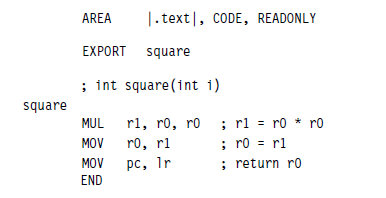 AREA |.text|, CODE, READONLY
EXPORT square
; int square(int i)
square
MUL r1, r0, r0 ; r1 = r0 * r0
MOV r0, r1 ; r0 = r1
MOV pc, lr ; return r0
END